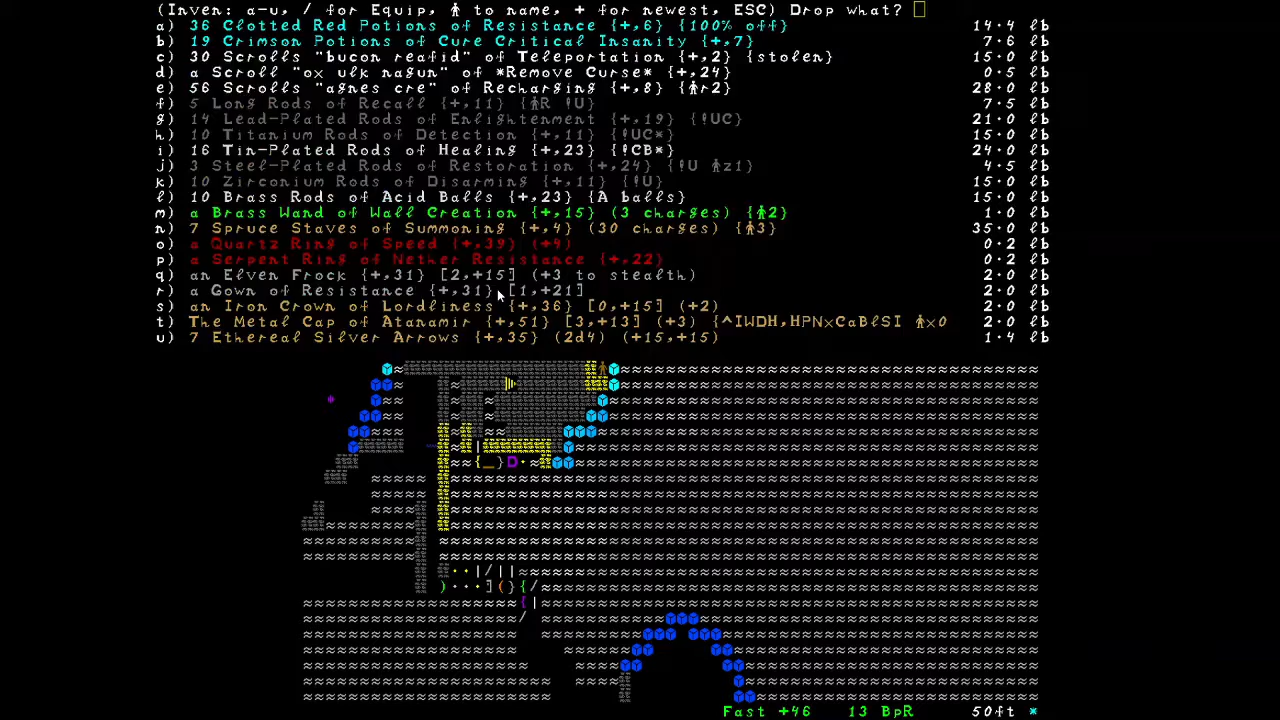 (Inven: a-u, / for Equip, @ to name, + for newest, ESC) Drop what?
a) 36 Clotted Red Potions of Resistance {+,6} {100% off} 14.4 lb
b) 19 Crimson Potions of Cure Critical Insanity {+,7} 7.6 lb
c) 30 Scrolls "bucon reafid" of Teleportation {+,2} {stolen} 15.0 lb
d) a Scroll "ox ulk nagun" of *Remove Curse* {+,24} 0.5 lb
e) 56 Scrolls "agnes cre" of Recharging {+,8} {@r2} 28.0 lb
f) 5 Long Rods of Recall {+,11} {@R !U} 7.5 lb
g) 14 Lead-Plated Rods of Enlightenment {+,19} {!UC} 21.0 lb
h) 10 Titanium Rods of Detection {+,11} {!UC*} 15.0 lb
i) 16 Tin-Plated Rods of Healing {+,23} {!CB*} 24.0 lb
j) 3 Steel-Plated Rods of Restoration {+,24} {!U @z1} 4.5 lb
k) 10 Zirconium Rods of Disarming {+,11} {!U} 15.0 lb
l) 10 Brass Rods of Acid Balls {+,23} {A balls} 15.0 lb
m) a Brass Wand of Wall Creation {+,15} (3 charges) {@2} 1.0 lb
n) 7 Spruce Staves of Summoning {+,4} (30 charges) {@3} 35.0 lb
o) a Quartz Ring of Speed {+,39} (+4) 0.2 lb
p) a Serpent Ring of Nether Resistance {+,22} 0.2 lb
q) an Elven Frock {+,31} [2,+15] (+3 to stealth) 2.0 lb
r) a Gown of Resistance {+,31} [1,+21] 2.0 lb
s) an Iron Crown of Lordliness {+,36} [0,+15] (+2) 2.0 lb
t) The Metal Cap of Atanamir {+,51} [3,+13] (+3) {^IWDH,HPNxCaBlSI @x0 2.0 lb
u) 7 Ethereal Silver Arrows {+,35} (2d4) (+15,+15) 1.4 lb
Fast +46 13 BpR 50ft *